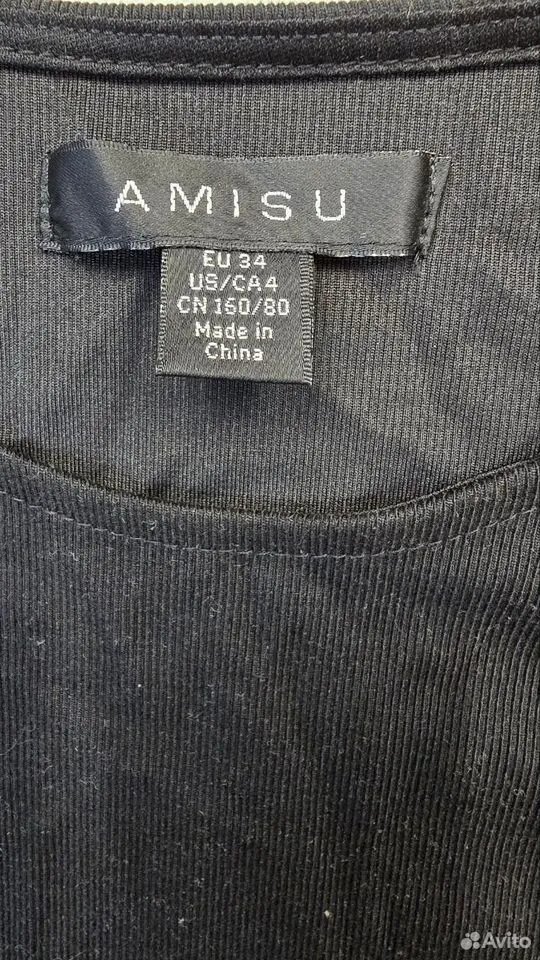 AMISU
EU 34
US/CA4
CN 160/80
Made in
China
Avito